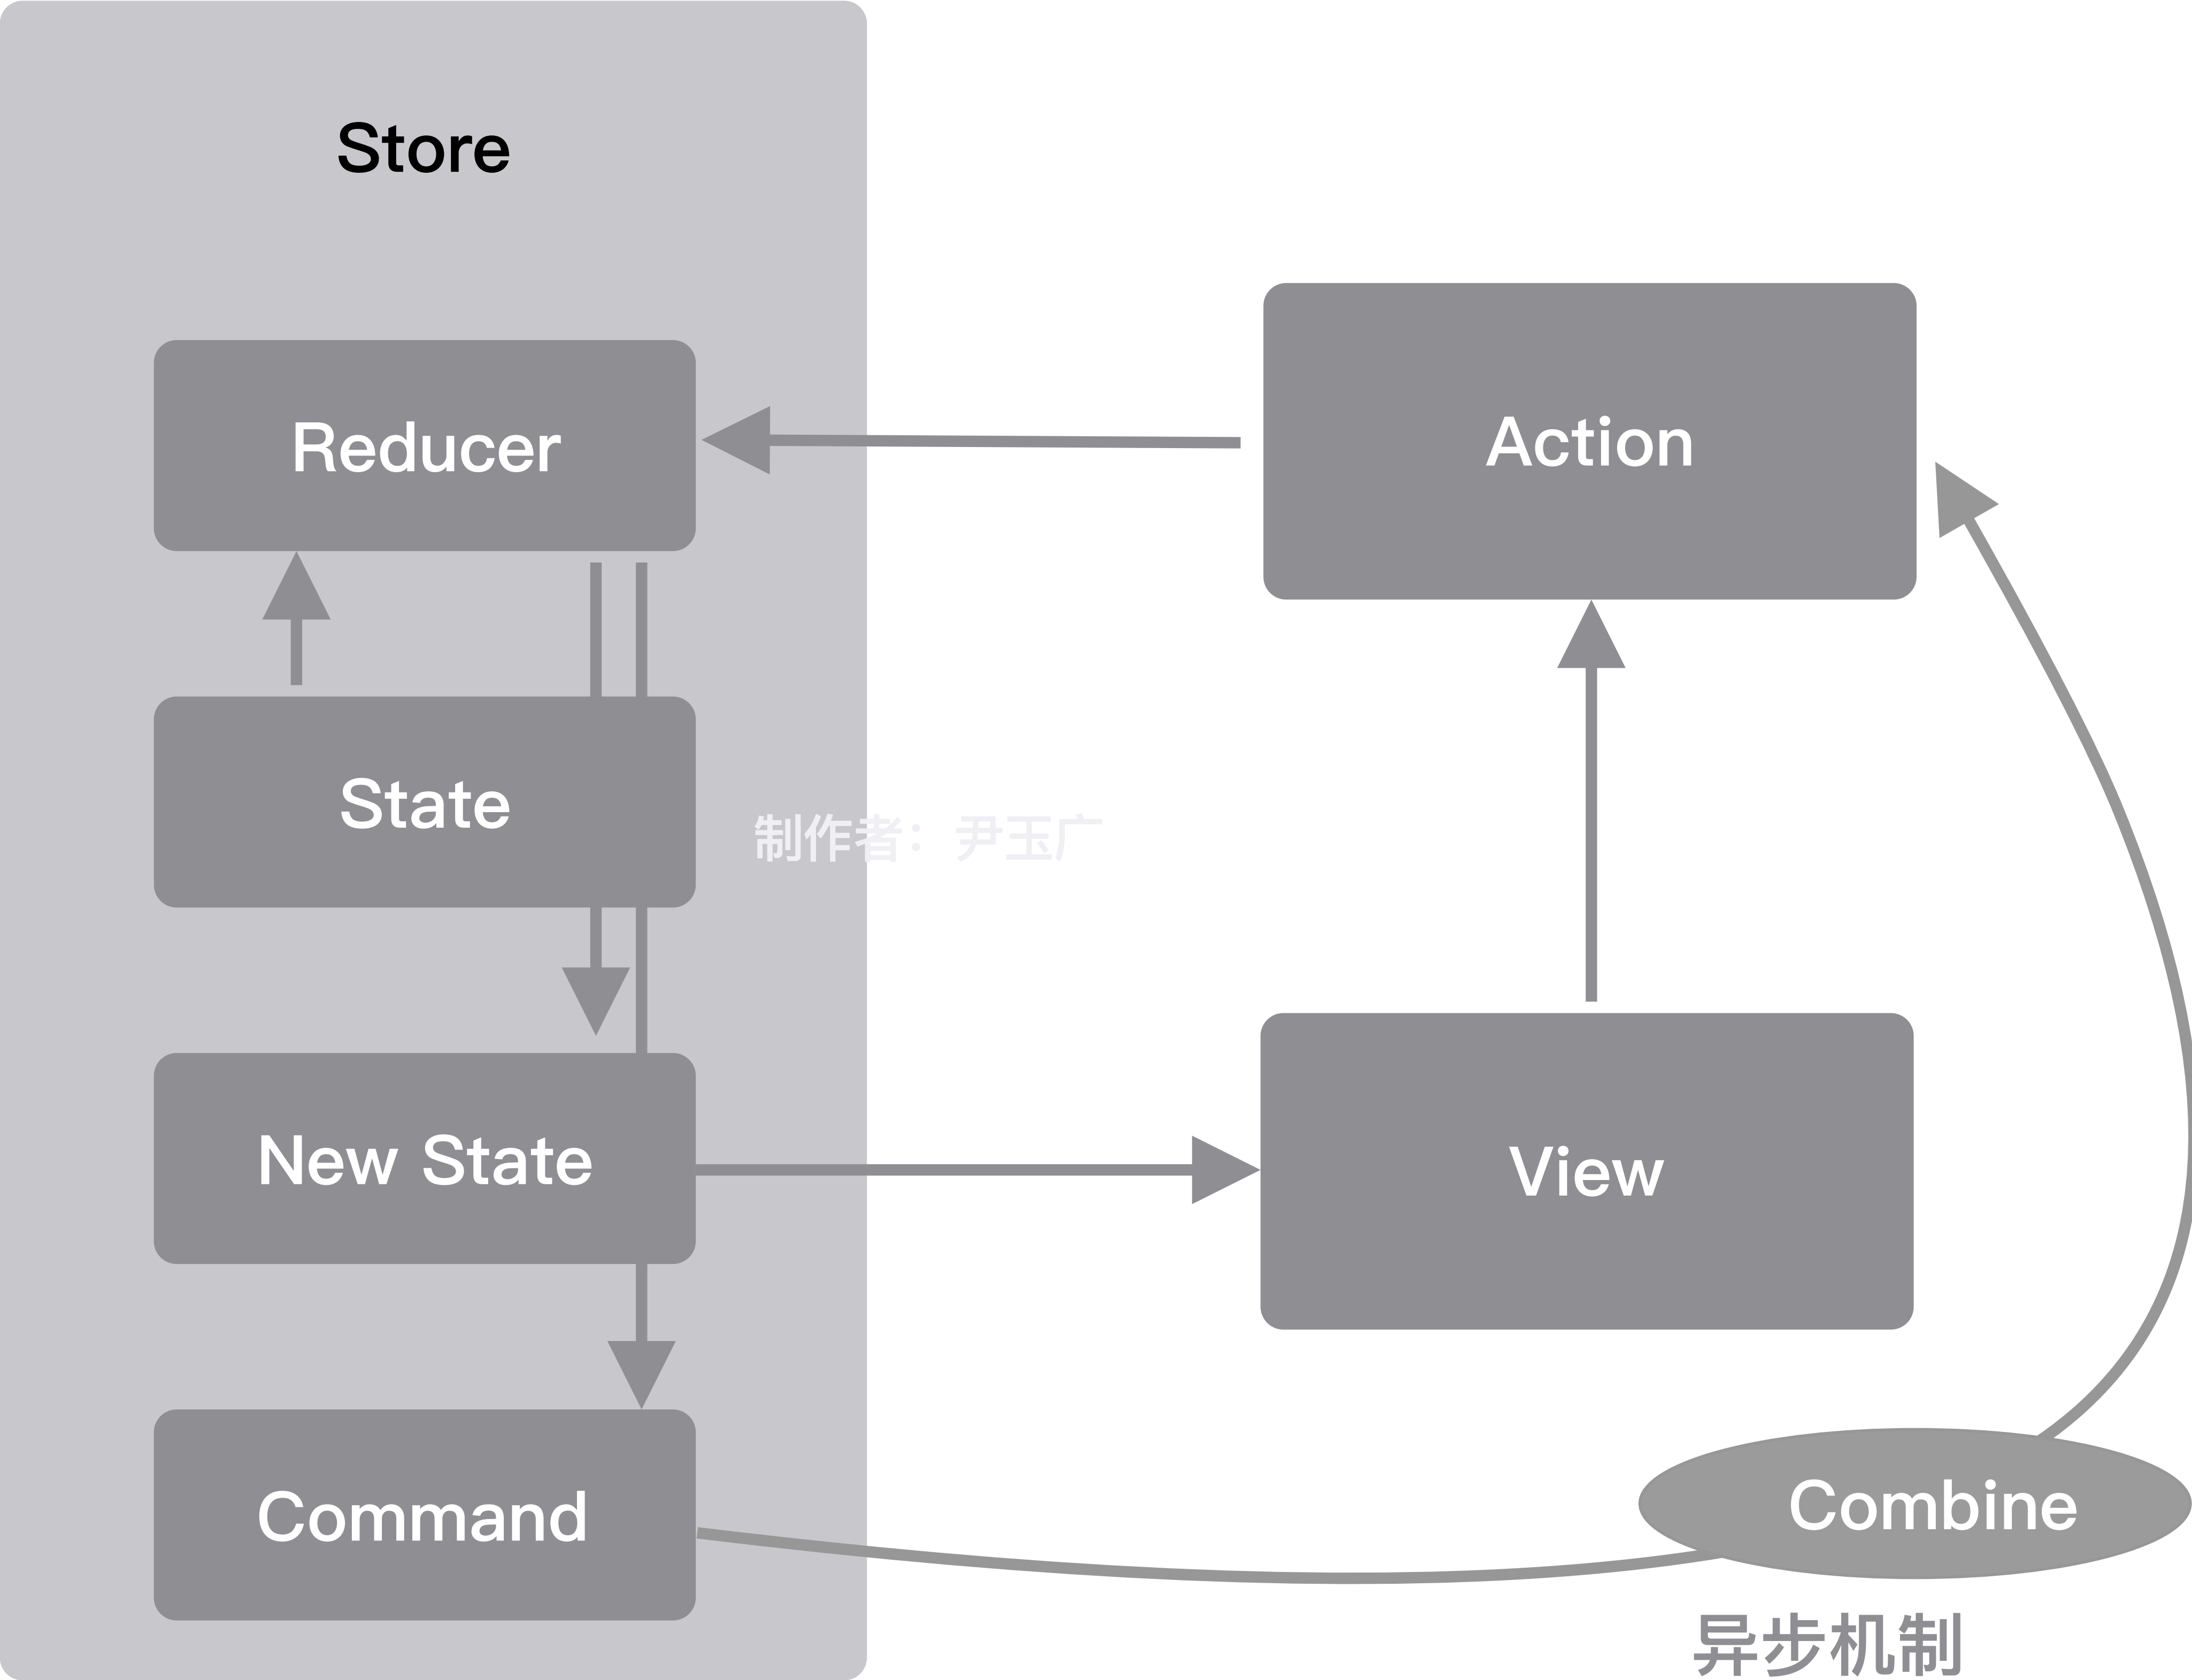 Store
Reducer
Action
State
制作者：尹玉广
New State
View
Command
Combine
异步机制